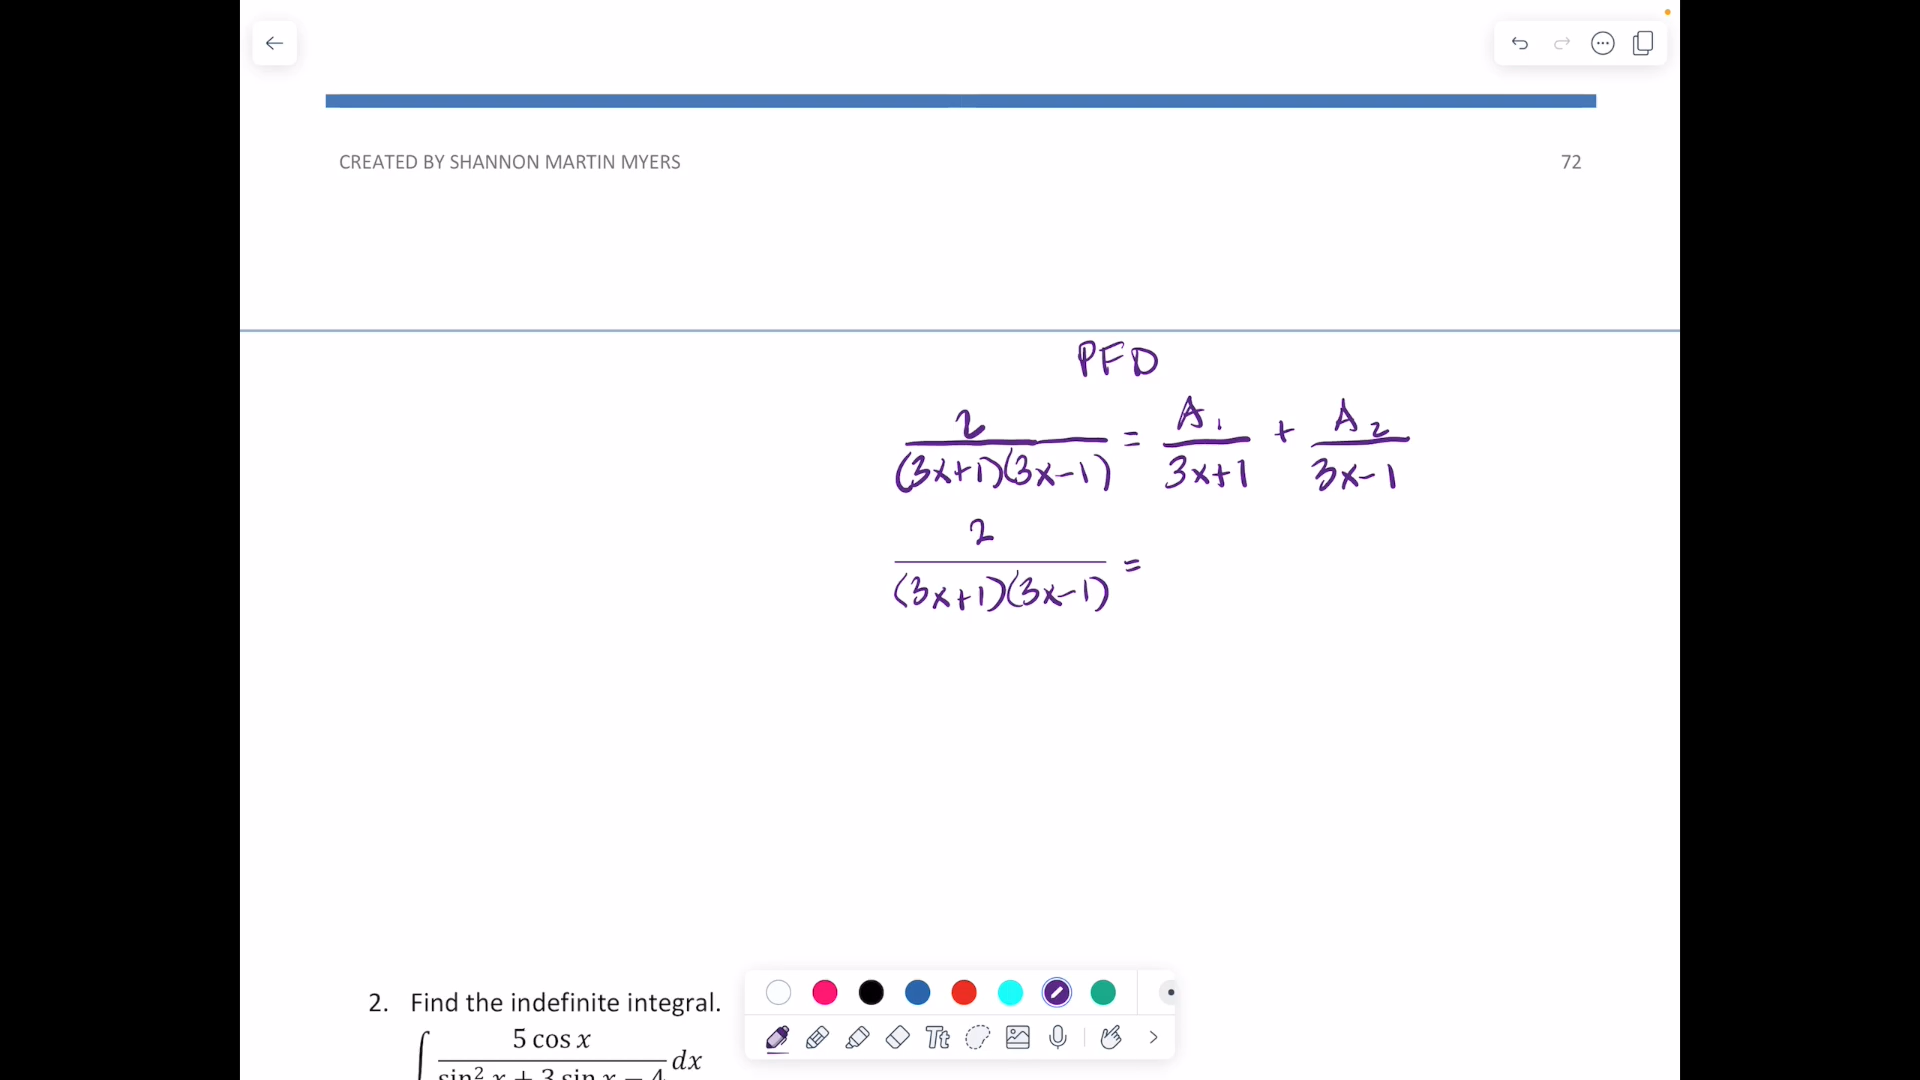 CREATED BY SHANNON MARTIN MYERS 72
PFD
2/((3x+1)(3x-1)) = A₁/(3x+1) + A₂/(3x-1)
2/((3x+1)(3x-1)) =
2. Find the indefinite integral.
∫ 5 cos x/(sin² x + 3 sin x − 4) dx
Tt